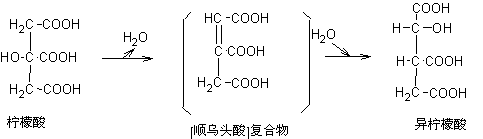 H₂C-COOH
HO-C-COOH
H₂C-COOH
柠檬酸
H₂O
HC-COOH
C-COOH
H₂C-COOH
[顺乌头酸]复合物
H₂O
COOH
H-C-OH
H-C-COOH
H₂C-COOH
异柠檬酸